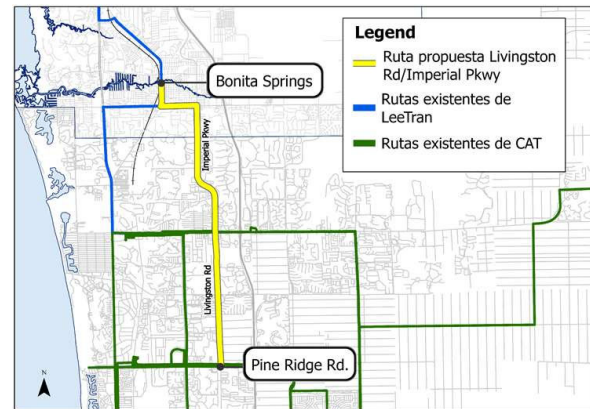 Legend
Ruta propuesta Livingston
Rd/Imperial Pkwy
Rutas existentes de
LeeTran
Rutas existentes de CAT
Bonita Springs
Imperial Pkwy
Livingston Rd
Pine Ridge Rd.
N